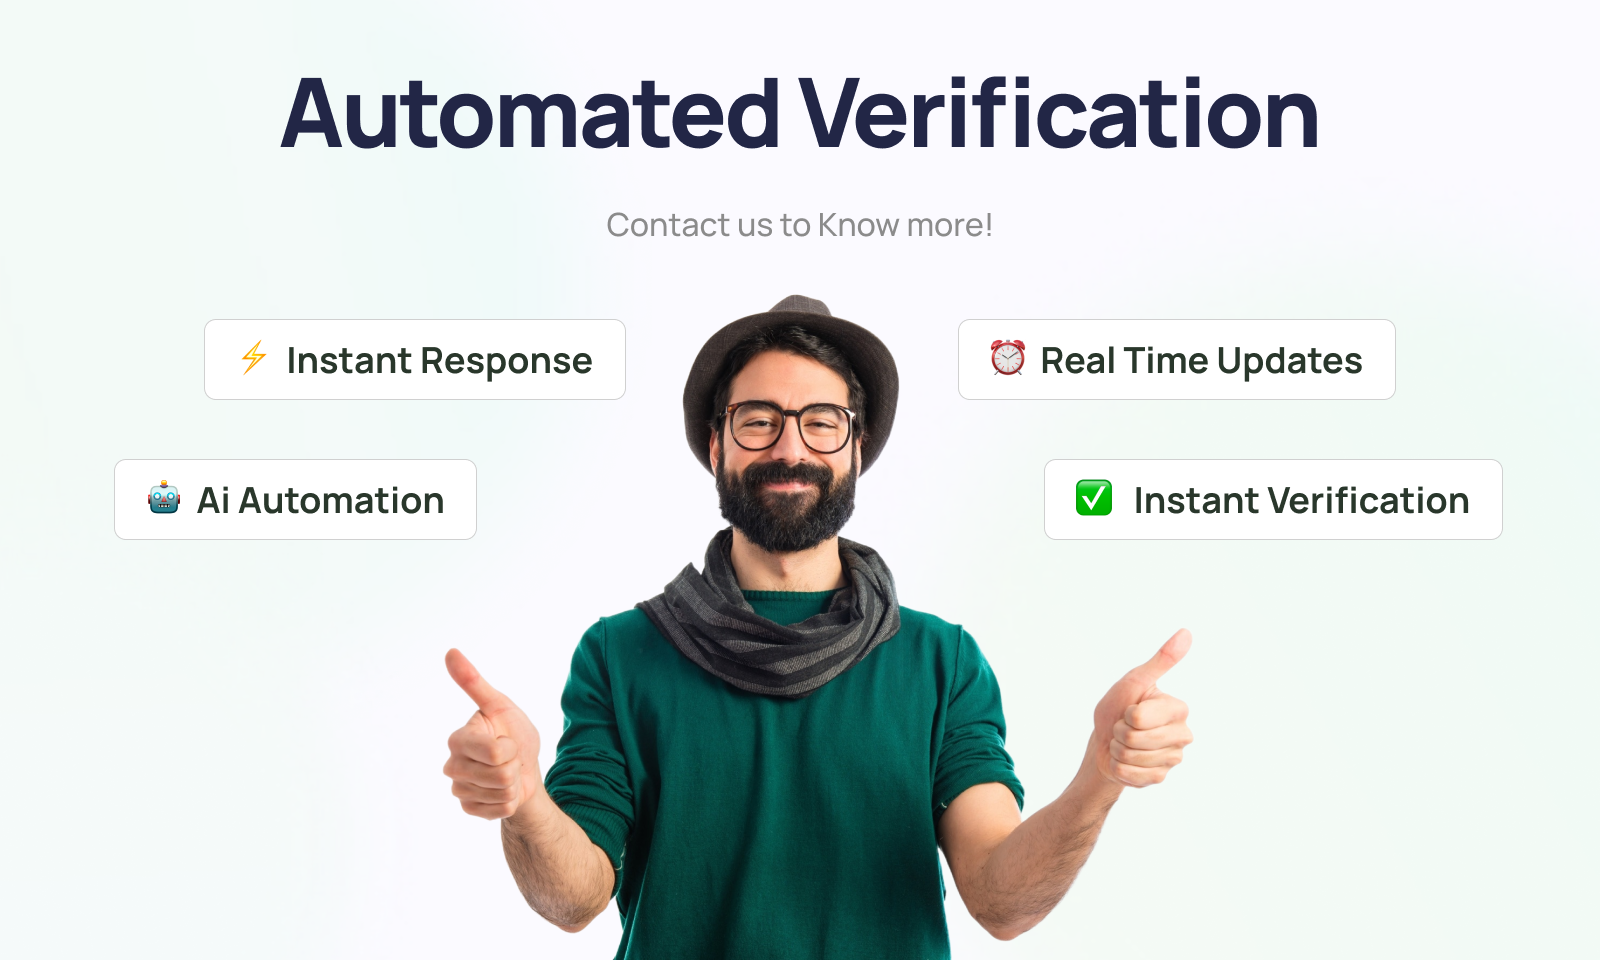 Automated Verification
Contact us to Know more!
⚡ Instant Response
⏰ Real Time Updates
🤖 Ai Automation
✅ Instant Verification